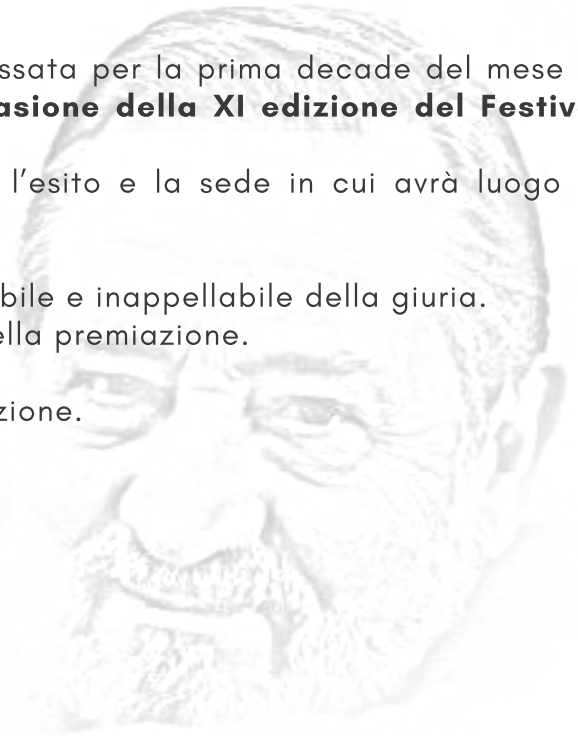 ssata per la prima decade del mese
asione della XI edizione del Festiv
l'esito e la sede in cui avrà luogo
bile e inappellabile della giuria.
ella premiazione.
zione.